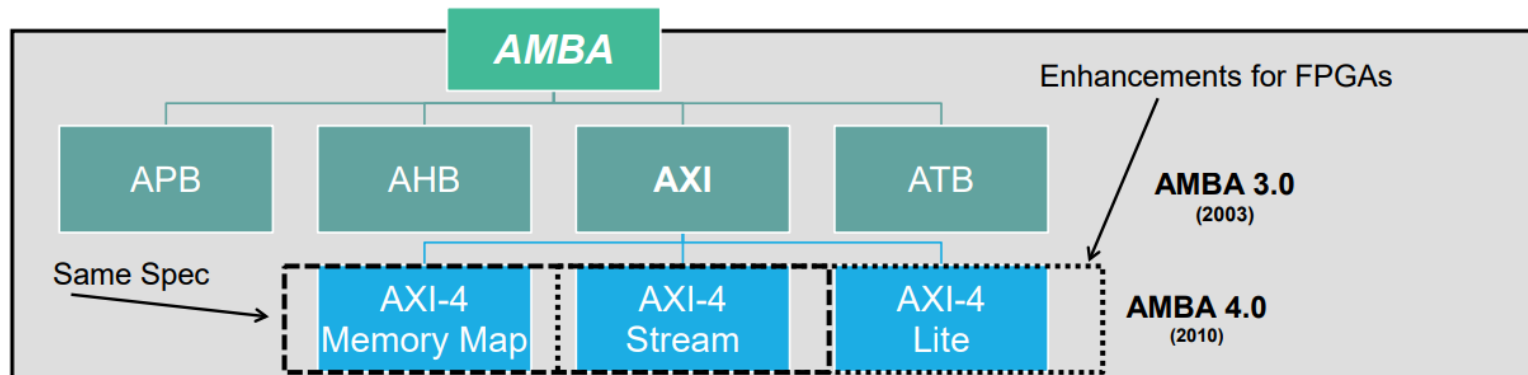 AMBA
Enhancements for FPGAs
APB
AHB
AXI
ATB
AMBA 3.0
(2003)
Same Spec
AXI-4
Memory Map
AXI-4
Stream
AXI-4
Lite
AMBA 4.0
(2010)